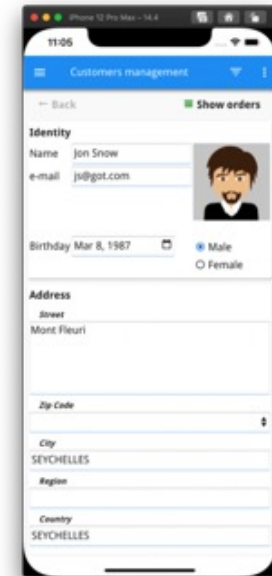 iPhone 12 Pro Max – 14.4
11:05
Customers management
← Back
Show orders
Identity
Name Jon Snow
e-mail js@got.com
Birthday Mar 8, 1987
Male
Female
Address
Street
Mont Fleuri
Zip Code
City
SEYCHELLES
Region
Country
SEYCHELLES